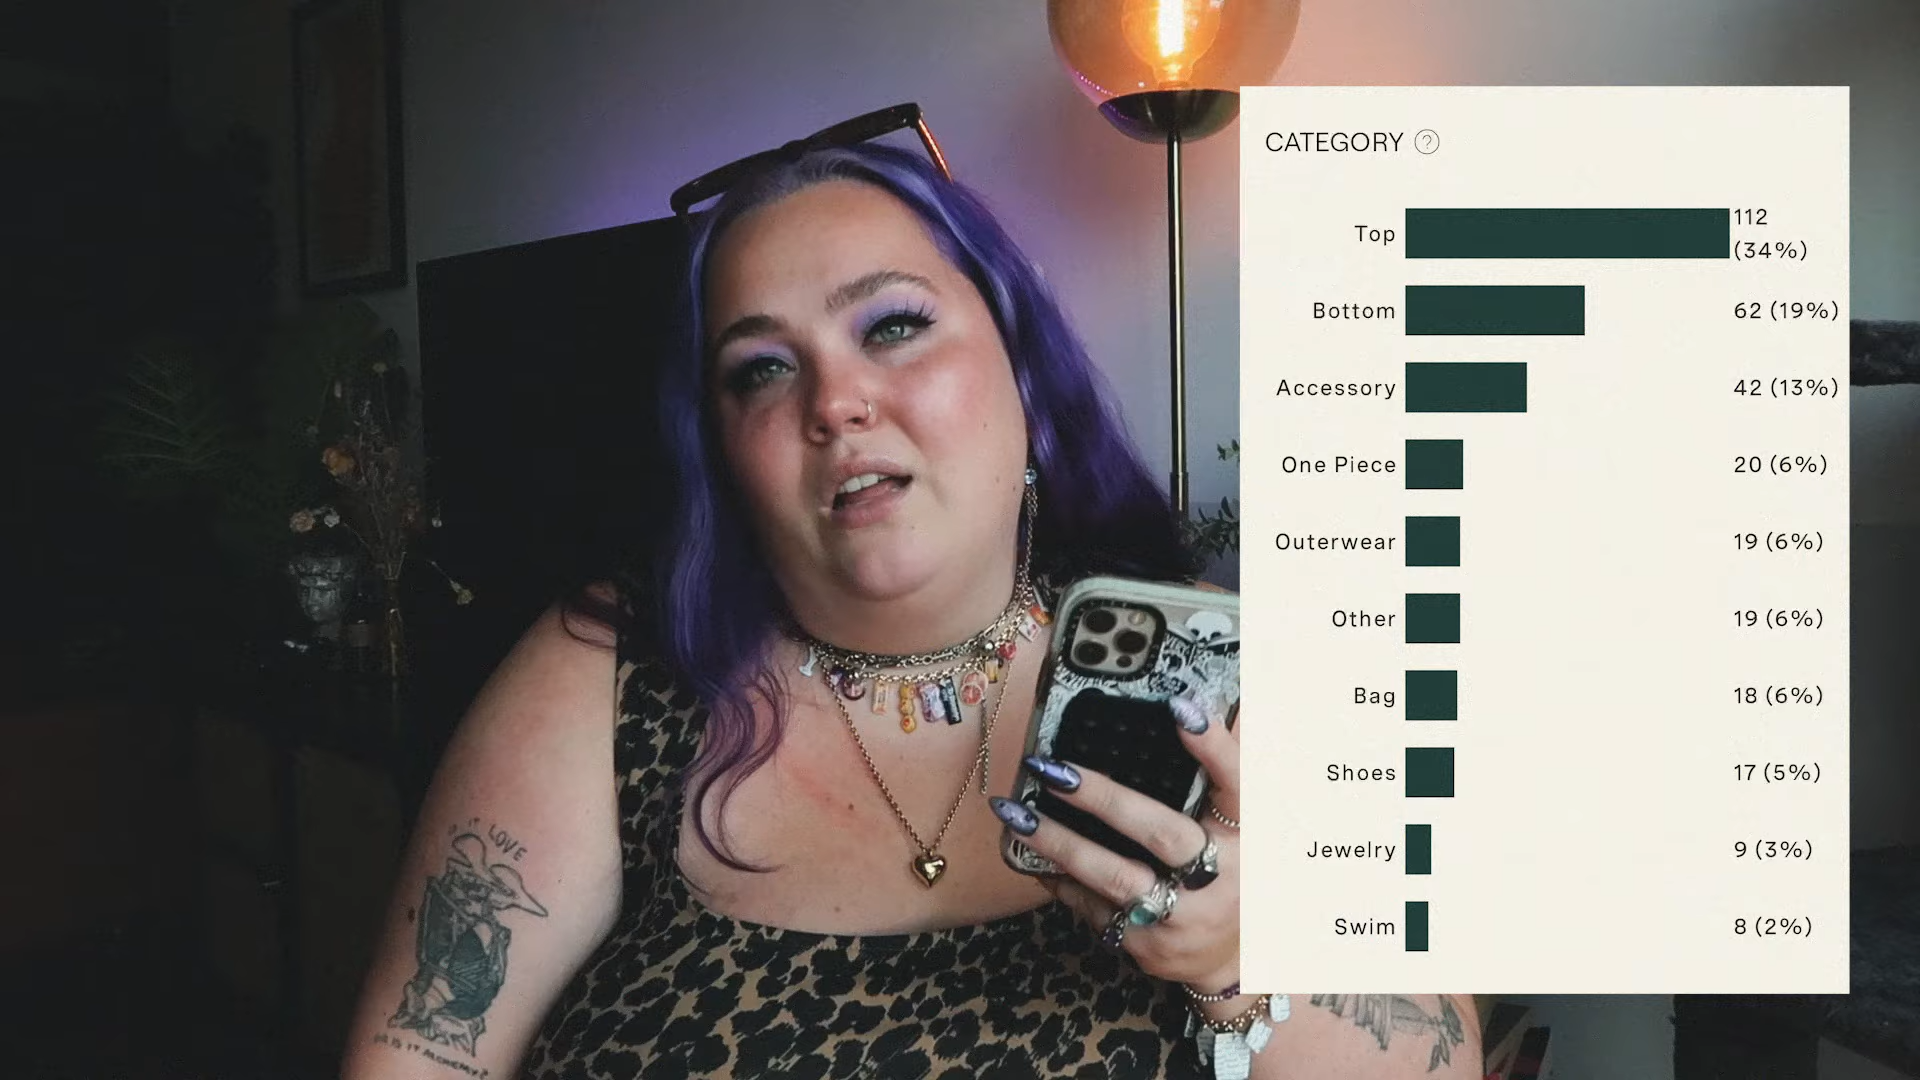 CATEGORY ?
Top 112 (34%)
Bottom 62 (19%)
Accessory 42 (13%)
One Piece 20 (6%)
Outerwear 19 (6%)
Other 19 (6%)
Bag 18 (6%)
Shoes 17 (5%)
Jewelry 9 (3%)
Swim 8 (2%)
LOVE